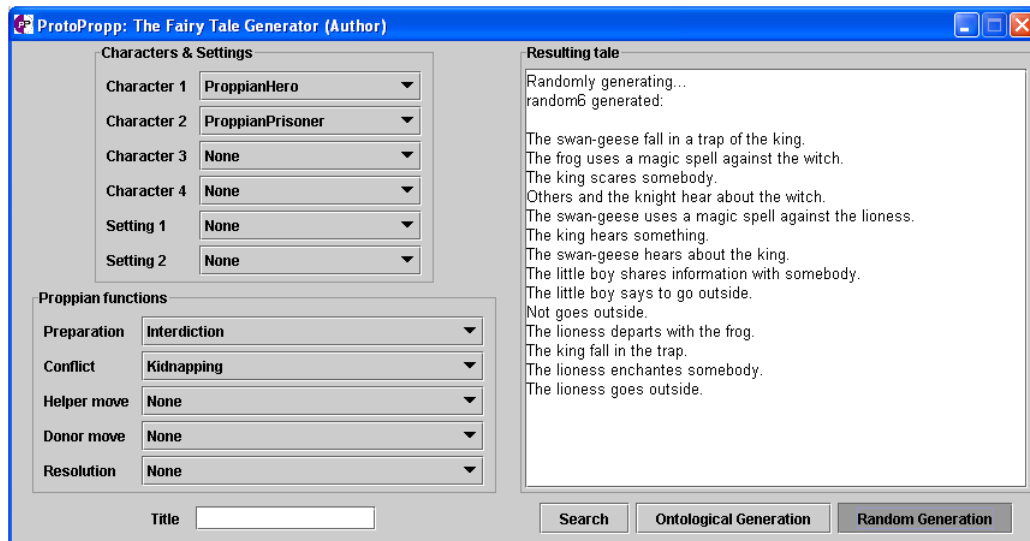 PP ProtoPropp: The Fairy Tale Generator (Author)
Characters & Settings
Character 1 ProppianHero
Character 2 ProppianPrisoner
Character 3 None
Character 4 None
Setting 1 None
Setting 2 None
Proppian functions
Preparation Interdiction
Conflict Kidnapping
Helper move None
Donor move None
Resolution None
Title
Resulting tale
Randomly generating...
random6 generated:
The swan-geese fall in a trap of the king.
The frog uses a magic spell against the witch.
The king scares somebody.
Others and the knight hear about the witch.
The swan-geese uses a magic spell against the lioness.
The king hears something.
The swan-geese hears about the king.
The little boy shares information with somebody.
The little boy says to go outside.
Not goes outside.
The lioness departs with the frog.
The king fall in the trap.
The lioness enchantes somebody.
The lioness goes outside.
Search Ontological Generation Random Generation